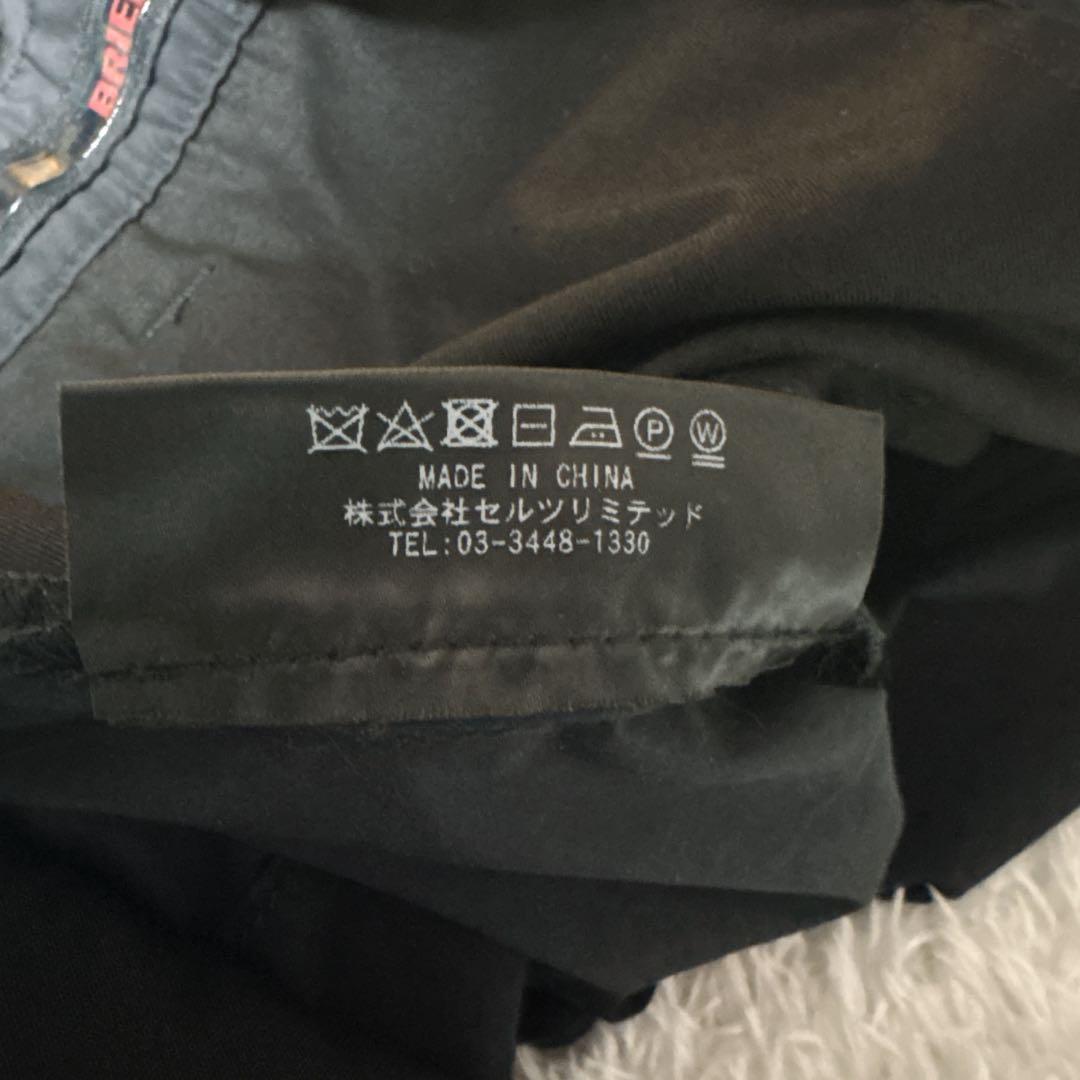 BRIE
P W
MADE IN CHINA
株式会社セルツリミテッド
TEL:03-3448-1330